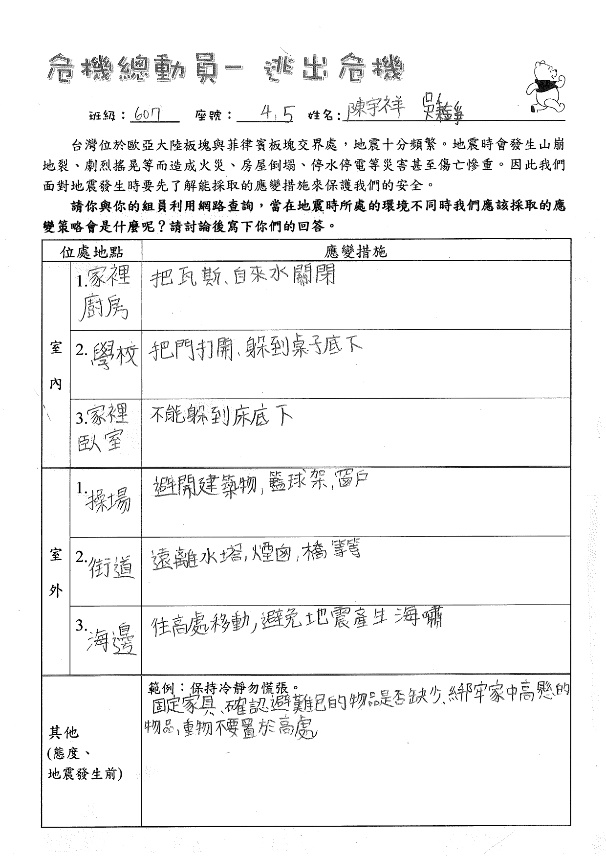 危機總動員－ 逃出危機
班級：607 座號：4,5 姓名：陳宇祥 吳
台灣位於歐亞大陸板塊與菲律賓板塊交界處，地震十分頻繁。地震時會發生山崩
地裂、劇烈搖晃等而造成火災、房屋倒塌、停水停電等災害甚至傷亡慘重。因此我們
面對地震發生時要先了解能採取的應變措施來保護我們的安全。
請你與你的組員利用網路查詢，當在地震時所處的環境不同時我們應該採取的應
變策略會是什麼呢？請討論後寫下你們的回答。
位處地點 應變措施
室內
1.家裡廚房 把瓦斯、自來水關閉
2.學校 把門打開、躲到桌子底下
3.家裡臥室 不能躲到床底下
室外
1.操場 避開建築物,籃球架,窗戶
2.街道 遠離水塔,煙囪,橋等等
3.海邊 往高處移動,避免地震產生海嘯
其他
(態度、
地震發生前)
範例：保持冷靜勿慌張。
固定家具、確認避難包的物品是否缺少、綁牢家中高懸的
物品,重物不要置於高處